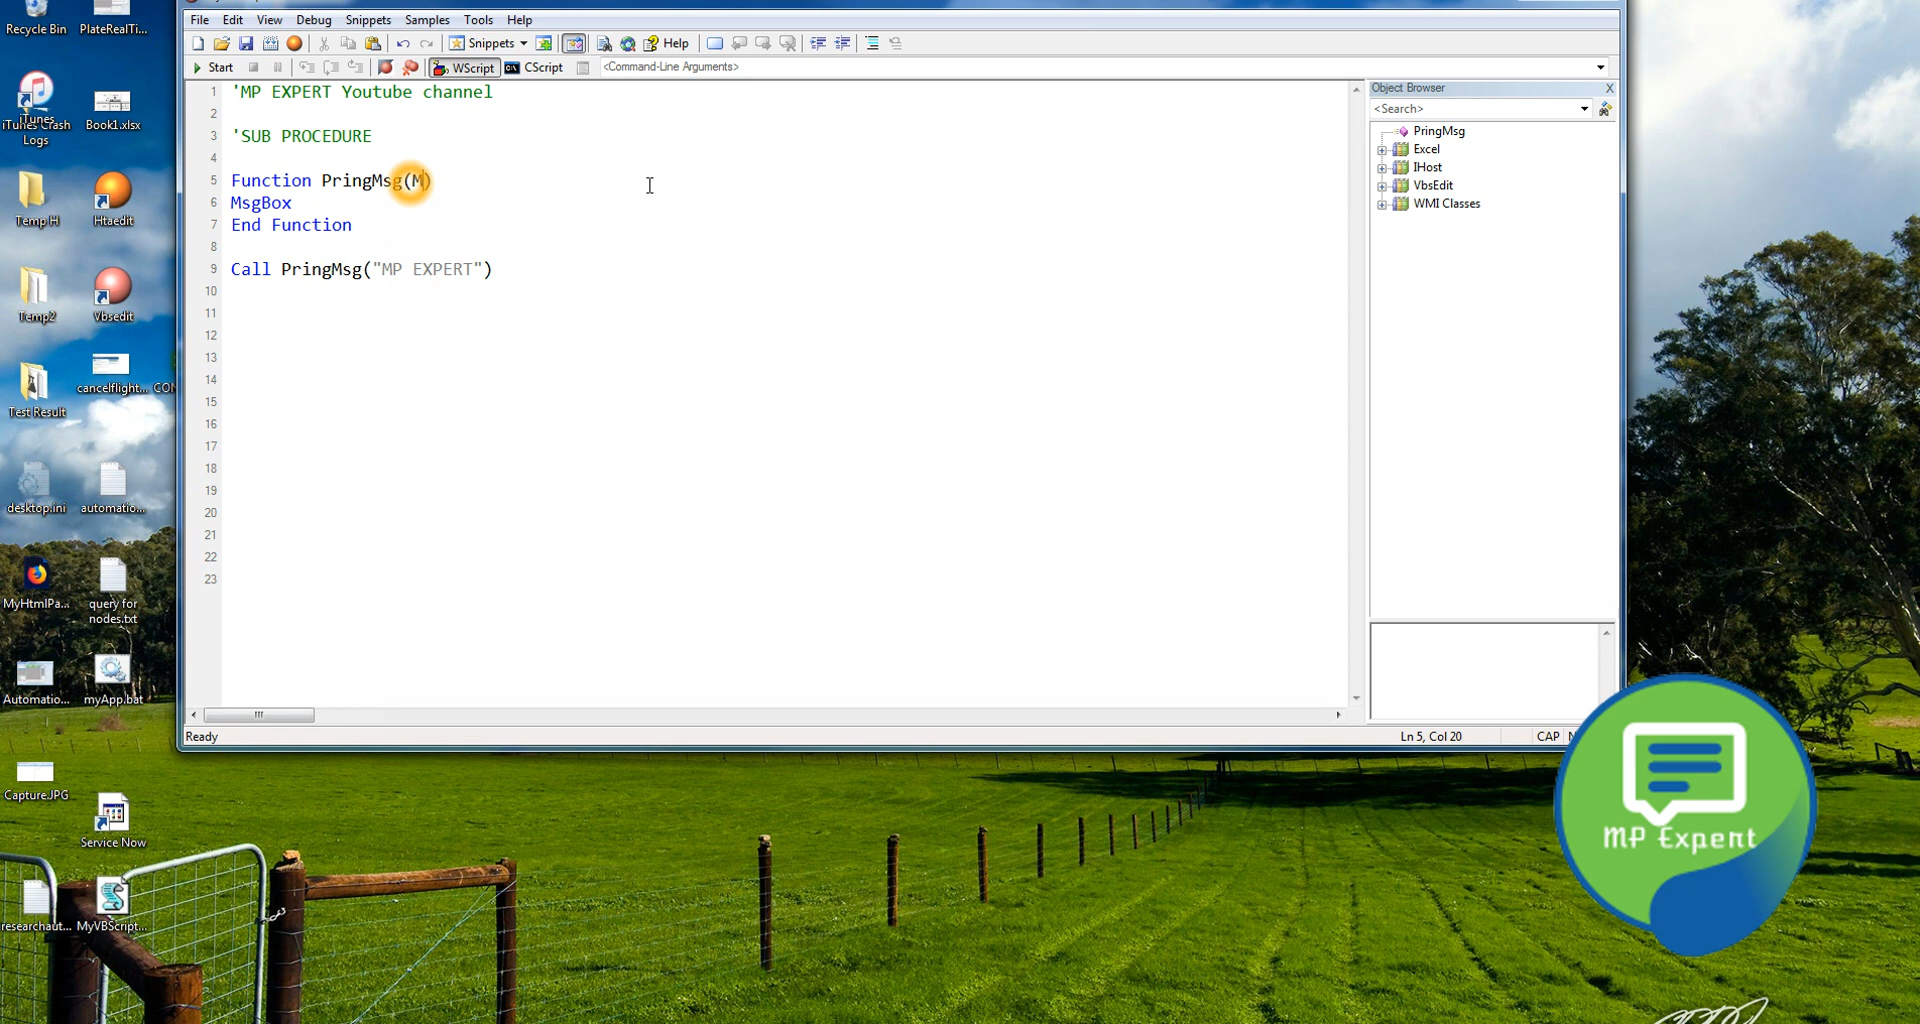 Recycle Bin
PlateRealTi...
iTunes
iTunes Crash Logs
Book1.xlsx
Temp H
Htaedit
Temp2
Vbsedit
Test Result
cancelflight...
CON
desktop.ini
automatio...
MyHtmlPa...
query for nodes.txt
Automatio...
myApp.bat
Capture.JPG
Service Now
researchaut...
MyVBScript...
File Edit View Debug Snippets Samples Tools Help
Snippets Help
Start WScript CScript <Command-Line Arguments>
1 'MP EXPERT Youtube channel
2
3 'SUB PROCEDURE
4
5 Function PringMsg(M)
6 MsgBox
7 End Function
8
9 Call PringMsg("MP EXPERT")
10
11
12
13
14
15
16
17
18
19
20
21
22
23
Object Browser X
<Search>
PringMsg
Excel
IHost
VbsEdit
WMI Classes
Ready Ln 5, Col 20 CAP
MP Expert